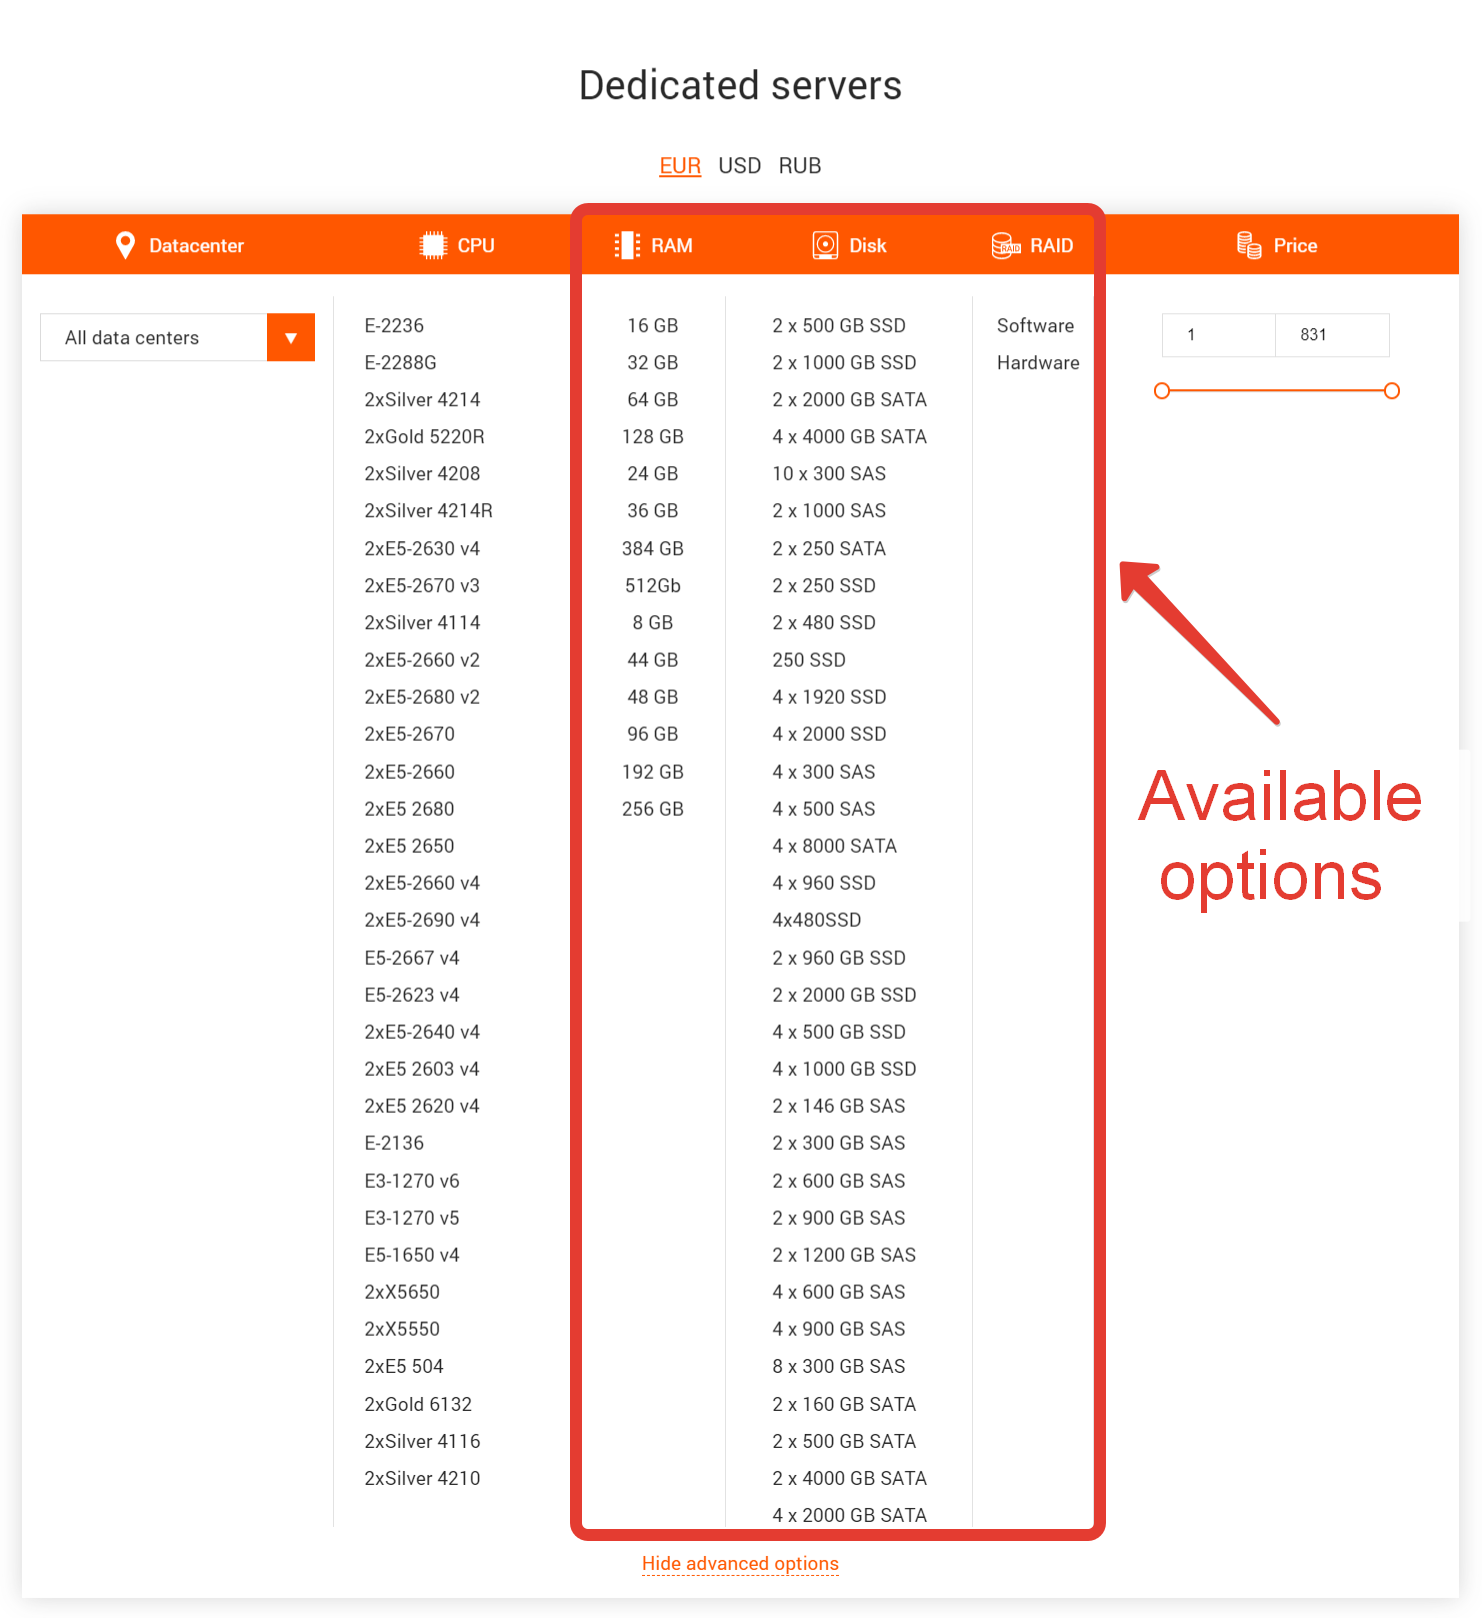 Dedicated servers
EUR USD RUB
Datacenter CPU RAM Disk RAID RAID Price
All data centers
E-2236
E-2288G
2xSilver 4214
2xGold 5220R
2xSilver 4208
2xSilver 4214R
2xE5-2630 v4
2xE5-2670 v3
2xSilver 4114
2xE5-2660 v2
2xE5-2680 v2
2xE5-2670
2xE5-2660
2xE5 2680
2xE5 2650
2xE5-2660 v4
2xE5-2690 v4
E5-2667 v4
E5-2623 v4
2xE5-2640 v4
2xE5 2603 v4
2xE5 2620 v4
E-2136
E3-1270 v6
E3-1270 v5
E5-1650 v4
2xX5650
2xX5550
2xE5 504
2xGold 6132
2xSilver 4116
2xSilver 4210
16 GB
32 GB
64 GB
128 GB
24 GB
36 GB
384 GB
512Gb
8 GB
44 GB
48 GB
96 GB
192 GB
256 GB
2 x 500 GB SSD
2 x 1000 GB SSD
2 x 2000 GB SATA
4 x 4000 GB SATA
10 x 300 SAS
2 x 1000 SAS
2 x 250 SATA
2 x 250 SSD
2 x 480 SSD
250 SSD
4 x 1920 SSD
4 x 2000 SSD
4 x 300 SAS
4 x 500 SAS
4 x 8000 SATA
4 x 960 SSD
4x480SSD
2 x 960 GB SSD
2 x 2000 GB SSD
4 x 500 GB SSD
4 x 1000 GB SSD
2 x 146 GB SAS
2 x 300 GB SAS
2 x 600 GB SAS
2 x 900 GB SAS
2 x 1200 GB SAS
4 x 600 GB SAS
4 x 900 GB SAS
8 x 300 GB SAS
2 x 160 GB SATA
2 x 500 GB SATA
2 x 4000 GB SATA
4 x 2000 GB SATA
Software
Hardware
1 831
Available
options
Hide advanced options